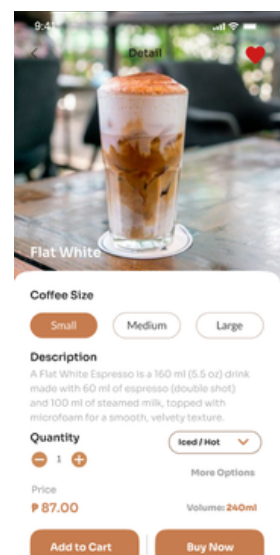 9:41
Detail
Flat White
Coffee Size
Small Medium Large
Description
A Flat White Espresso is a 160 ml (5.5 oz) drink
made with 60 ml of espresso (double shot)
and 100 ml of steamed milk, topped with
microfoam for a smooth, velvety texture.
Quantity
Iced / Hot
1
More Options
Price
₱ 87.00 Volume: 240ml
Add to Cart Buy Now